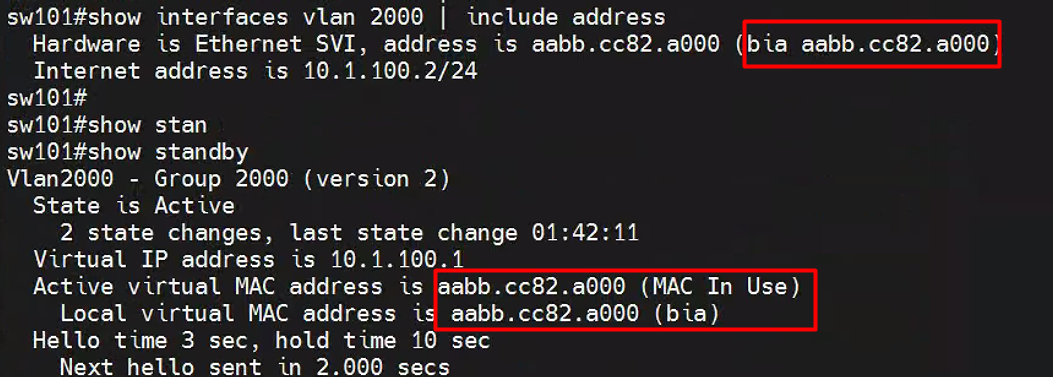 sw101#show interfaces vlan 2000 | include address
  Hardware is Ethernet SVI, address is aabb.cc82.a000 (bia aabb.cc82.a000)
  Internet address is 10.1.100.2/24
sw101#
sw101#show stan
sw101#show standby
Vlan2000 - Group 2000 (version 2)
  State is Active
    2 state changes, last state change 01:42:11
  Virtual IP address is 10.1.100.1
  Active virtual MAC address is aabb.cc82.a000 (MAC In Use)
    Local virtual MAC address is aabb.cc82.a000 (bia)
  Hello time 3 sec, hold time 10 sec
    Next hello sent in 2.000 secs